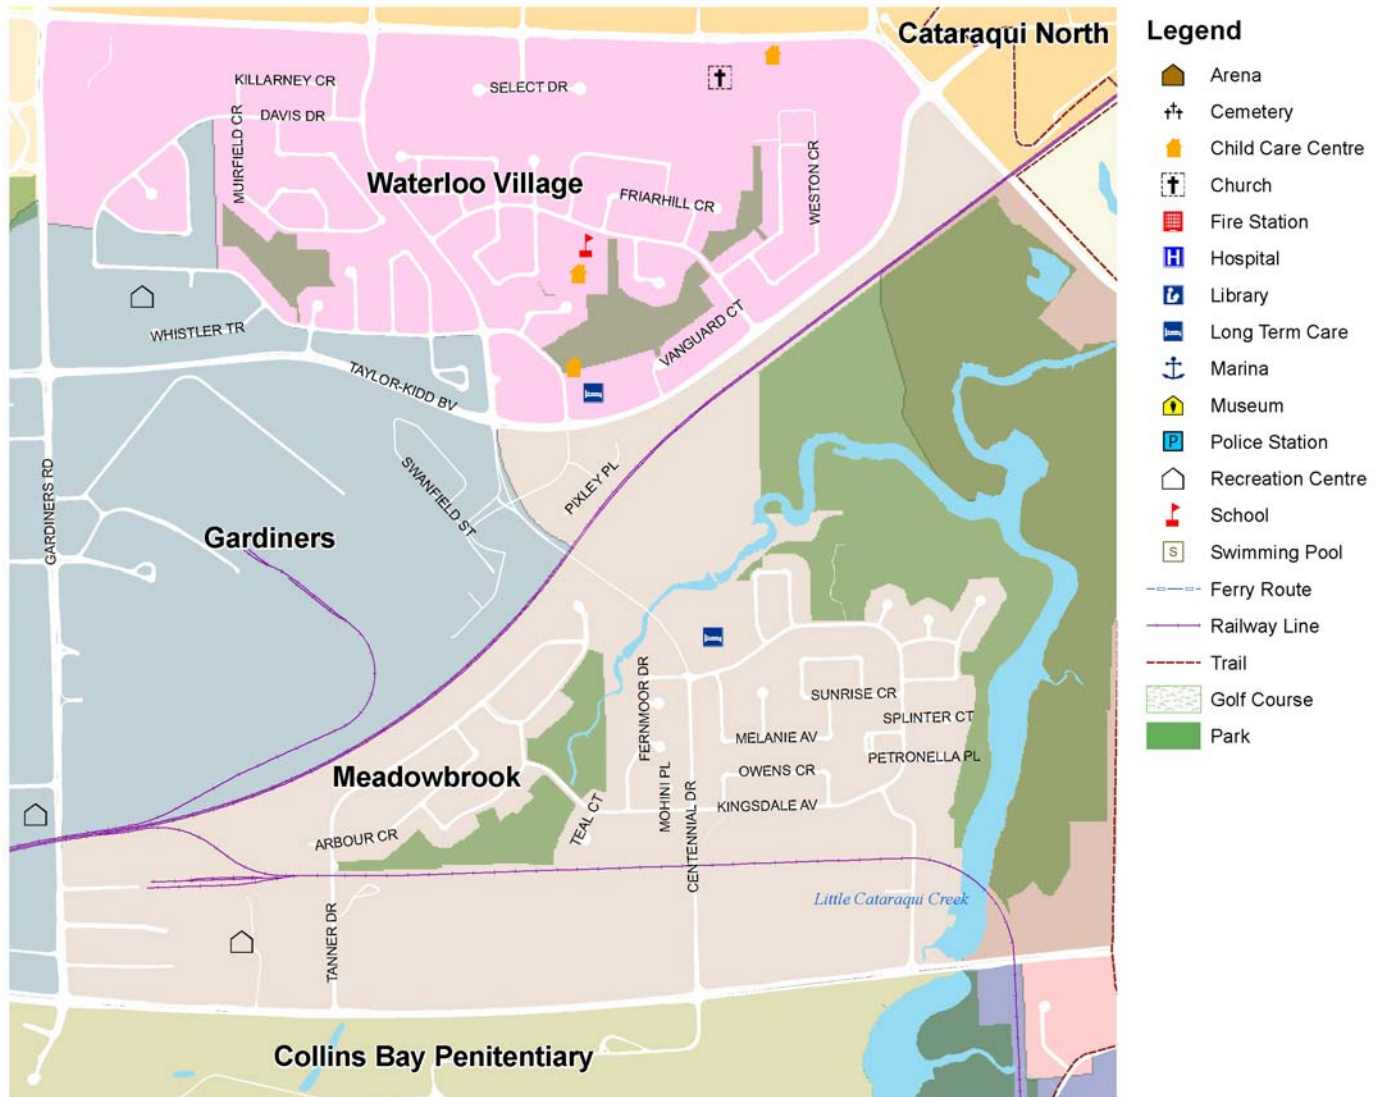 Cataraqui North
KILLARNEY CR
SELECT DR
DAVIS DR
MUIRFIELD CR
Waterloo Village
FRIARHILL CR
WESTON CR
WHISTLER TR
VANGUARD CT
TAYLOR-KIDD BV
GARDINERS RD
SWANFIELD ST
PIXLEY PL
Gardiners
FERNMOOR DR
SUNRISE CR
SPLINTER CT
MELANIE AV
PETRONELLA PL
Meadowbrook
OWENS CR
MOHINI PL
KINGSDALE AV
TEAL CT
CENTENNIAL DR
ARBOUR CR
Little Cataraqui Creek
TANNER DR
Collins Bay Penitentiary
Legend
Arena
Cemetery
Child Care Centre
Church
Fire Station
H Hospital
Library
Long Term Care
Marina
Museum
P Police Station
Recreation Centre
School
S Swimming Pool
Ferry Route
Railway Line
Trail
Golf Course
Park